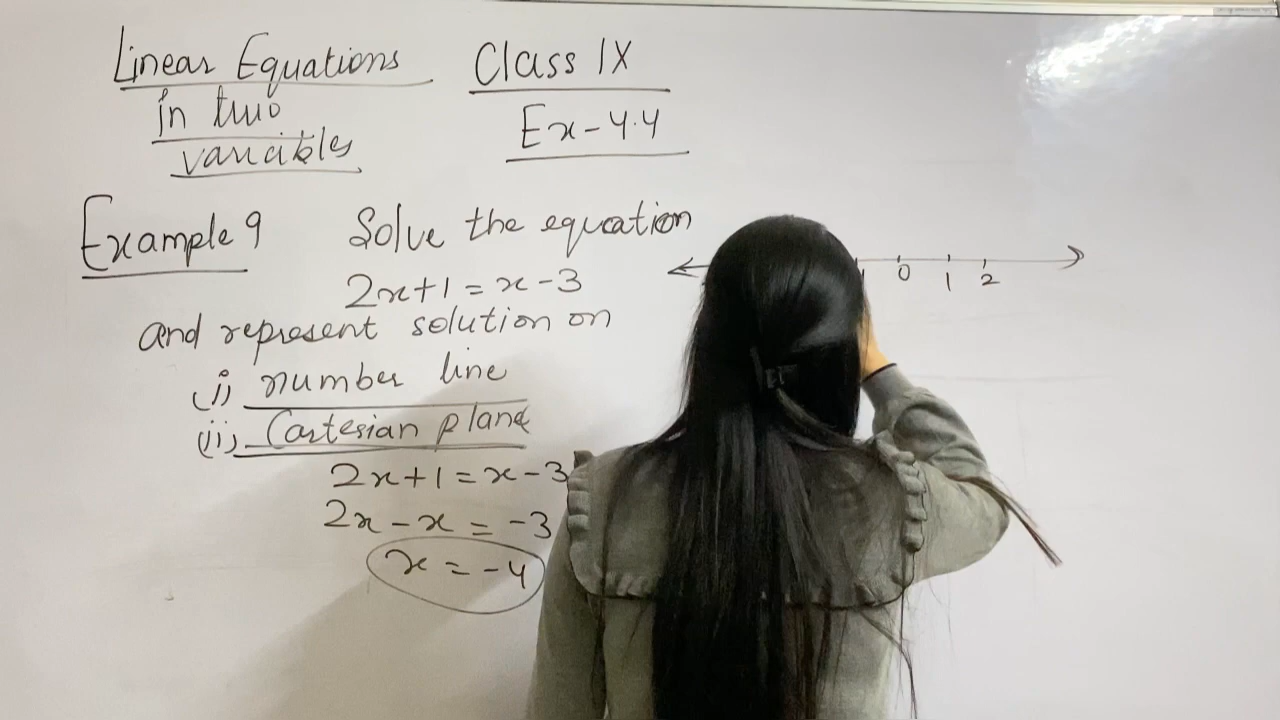 Linear Equations
in two
variables
Class IX
Ex-4.4
Example 9
Solve the equation
2x+1=x-3
and represent solution on
(i) number line
(ii) Cartesian plane
2x+1=x-3
2x-x=-3
x=-4
0 1 2